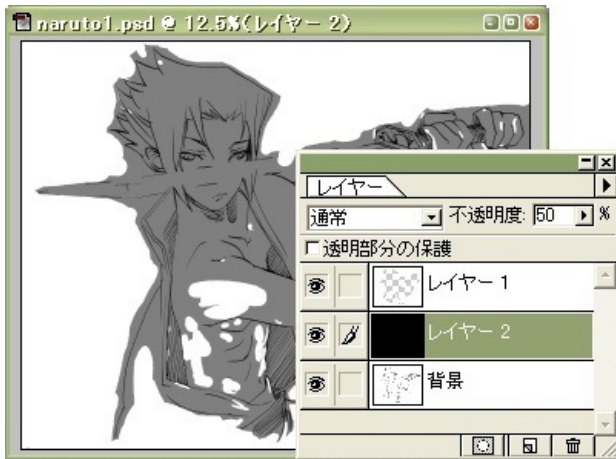 naruto1.psd @ 12.5%(レイヤー 2)
レイヤー
通常 不透明度: 50 %
透明部分の保護
レイヤー 1
レイヤー 2
背景